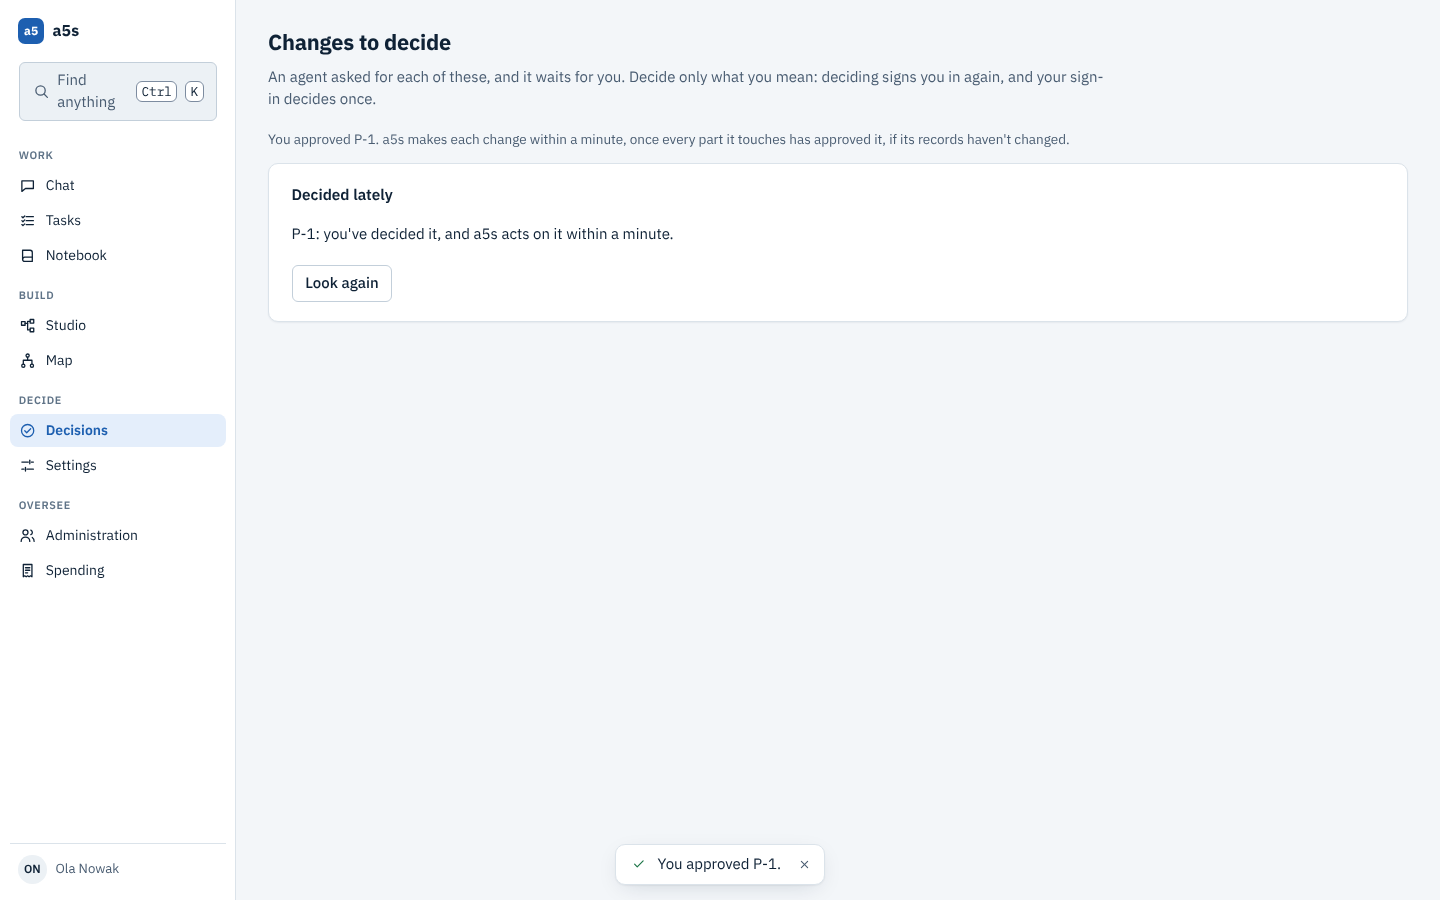 a5 a5s
Find
anything
Ctrl K
WORK
Chat
Tasks
Notebook
BUILD
Studio
Map
DECIDE
Decisions
Settings
OVERSEE
Administration
Spending
ON Ola Nowak
Changes to decide
An agent asked for each of these, and it waits for you. Decide only what you mean: deciding signs you in again, and your sign-
in decides once.
You approved P-1. a5s makes each change within a minute, once every part it touches has approved it, if its records haven't changed.
Decided lately
P-1: you've decided it, and a5s acts on it within a minute.
Look again
You approved P-1.